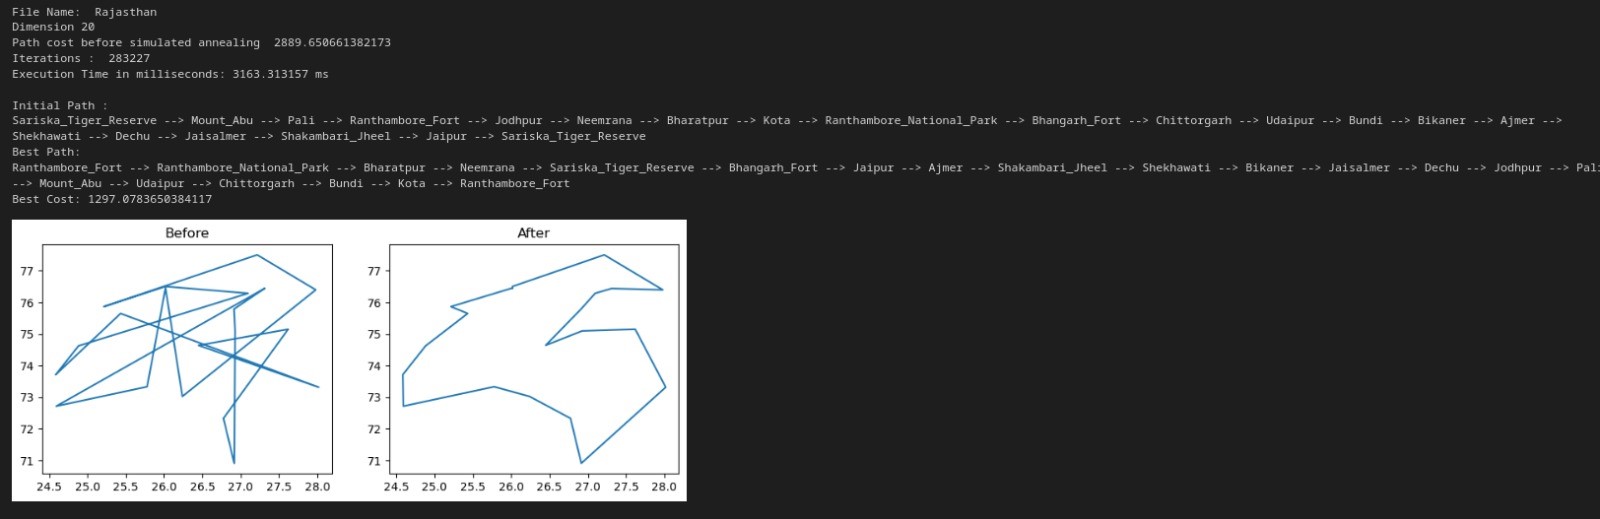 File Name:  Rajasthan
Dimension 20
Path cost before simulated annealing  2889.650661382173
Iterations :  283227
Execution Time in milliseconds: 3163.313157 ms
Initial Path :
Sariska_Tiger_Reserve --> Mount_Abu --> Pali --> Ranthambore_Fort --> Jodhpur --> Neemrana --> Bharatpur --> Kota --> Ranthambore_National_Park --> Bhangarh_Fort --> Chittorgarh --> Udaipur --> Bundi --> Bikaner --> Ajmer -->
Shekhawati --> Dechu --> Jaisalmer --> Shakambari_Jheel --> Jaipur --> Sariska_Tiger_Reserve
Best Path:
Ranthambore_Fort --> Ranthambore_National_Park --> Bharatpur --> Neemrana --> Sariska_Tiger_Reserve --> Bhangarh_Fort --> Jaipur --> Ajmer --> Shakambari_Jheel --> Shekhawati --> Bikaner --> Jaisalmer --> Dechu --> Jodhpur --> Pali
--> Mount_Abu --> Udaipur --> Chittorgarh --> Bundi --> Kota --> Ranthambore_Fort
Best Cost: 1297.0783650384117
Before
77
76
75
74
73
72
71
24.5 25.0 25.5 26.0 26.5 27.0 27.5 28.0
After
77
76
75
74
73
72
71
24.5 25.0 25.5 26.0 26.5 27.0 27.5 28.0